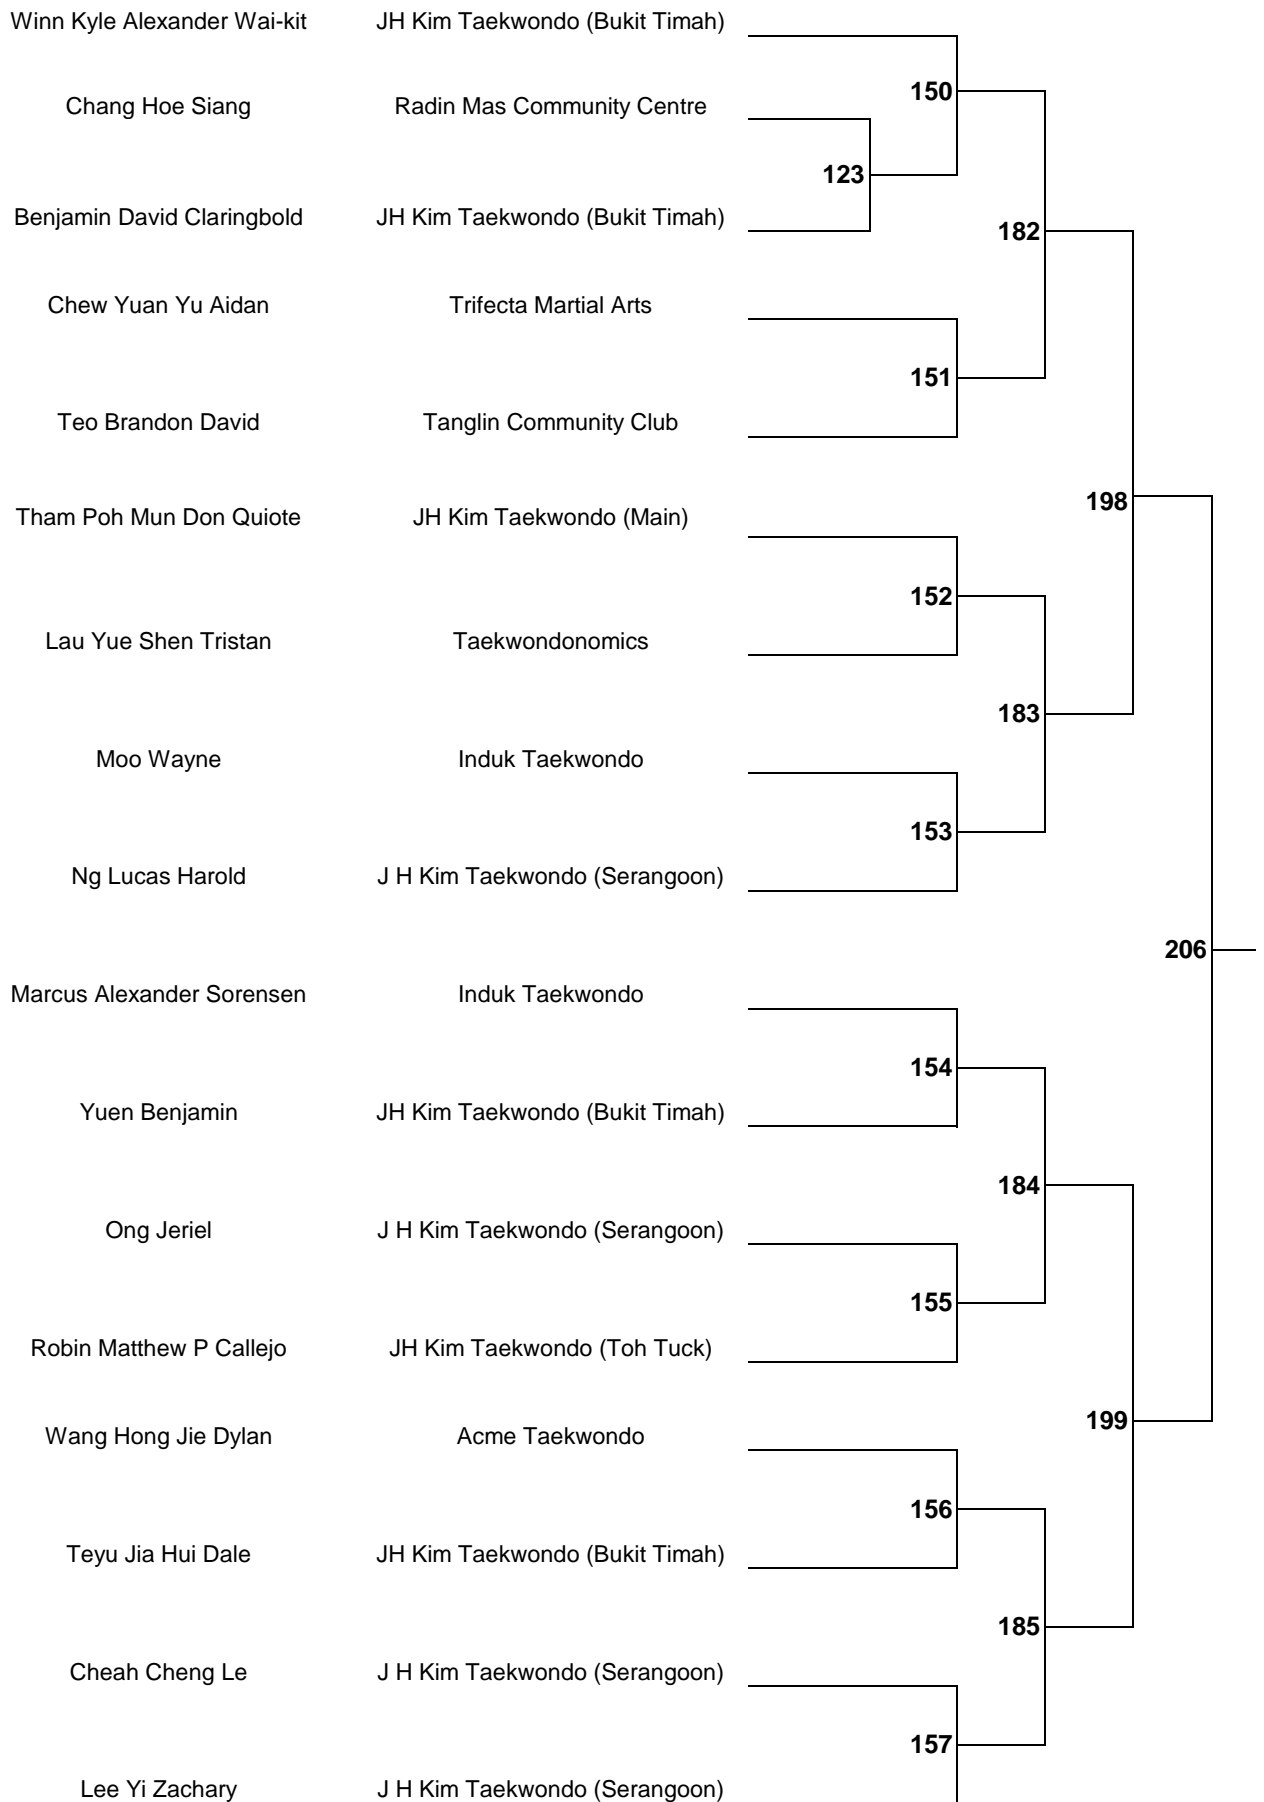 Winn Kyle Alexander Wai-kit JH Kim Taekwondo (Bukit Timah)
150
Chang Hoe Siang Radin Mas Community Centre
123
Benjamin David Claringbold JH Kim Taekwondo (Bukit Timah)
182
Chew Yuan Yu Aidan Trifecta Martial Arts
151
Teo Brandon David Tanglin Community Club
198
Tham Poh Mun Don Quiote JH Kim Taekwondo (Main)
152
Lau Yue Shen Tristan Taekwondonomics
183
Moo Wayne Induk Taekwondo
153
Ng Lucas Harold J H Kim Taekwondo (Serangoon)
206
Marcus Alexander Sorensen Induk Taekwondo
154
Yuen Benjamin JH Kim Taekwondo (Bukit Timah)
184
Ong Jeriel J H Kim Taekwondo (Serangoon)
155
Robin Matthew P Callejo JH Kim Taekwondo (Toh Tuck)
199
Wang Hong Jie Dylan Acme Taekwondo
156
Teyu Jia Hui Dale JH Kim Taekwondo (Bukit Timah)
185
Cheah Cheng Le J H Kim Taekwondo (Serangoon)
157
Lee Yi Zachary J H Kim Taekwondo (Serangoon)